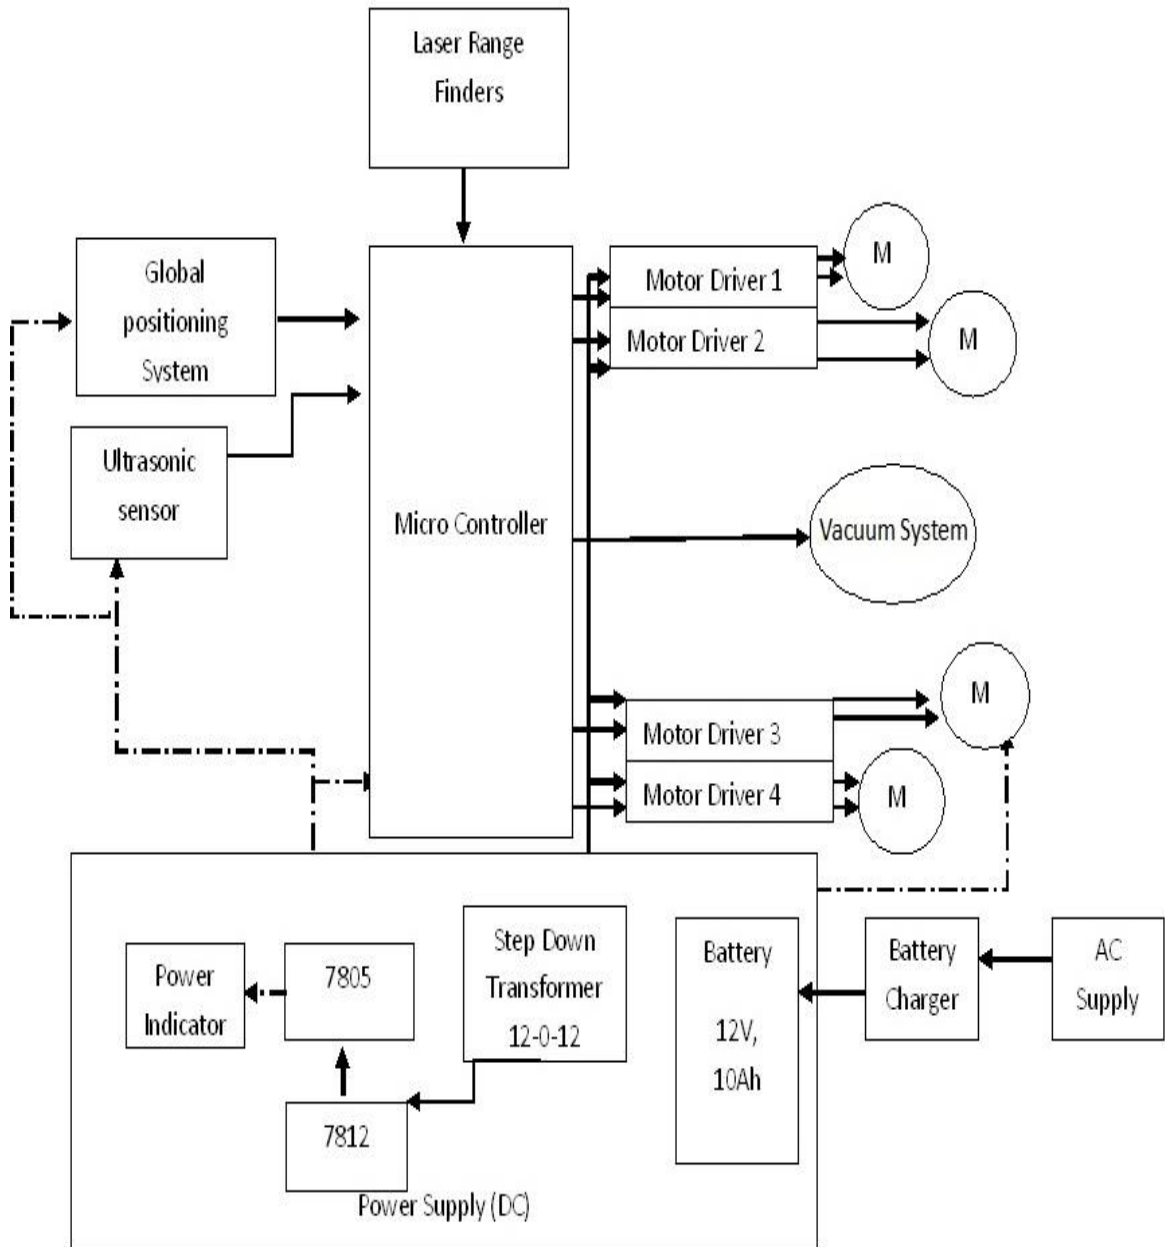 Laser Range
Finders
Global
positioning
System
Ultrasonic
sensor
Micro Controller
Motor Driver 1
Motor Driver 2
M
M
Vacuum System
Motor Driver 3
Motor Driver 4
M
M
Power
Indicator
7805
7812
Step Down
Transformer
12-0-12
Battery
12V,
10Ah
Battery
Charger
AC
Supply
Power Supply (DC)